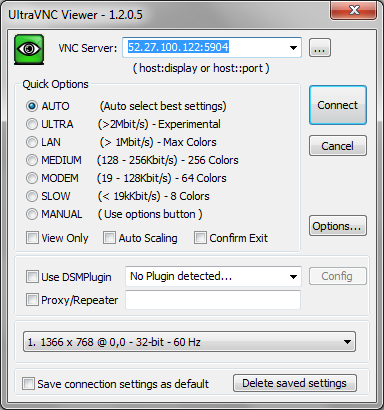 UltraVNC Viewer - 1.2.0.5
VNC Server: 52.27.100.122:5904 ...
( host:display or host::port )
Quick Options
AUTO (Auto select best settings)
ULTRA (>2Mbit/s) - Experimental
LAN (> 1Mbit/s) - Max Colors
MEDIUM (128 - 256Kbit/s) - 256 Colors
MODEM (19 - 128Kbit/s) - 64 Colors
SLOW (< 19kKbit/s) - 8 Colors
MANUAL ( Use options button )
View Only Auto Scaling Confirm Exit
Connect
Cancel
Options...
Use DSMPlugin No Plugin detected... Config
Proxy/Repeater
1. 1366 x 768 @ 0,0 - 32-bit - 60 Hz
Save connection settings as default Delete saved settings